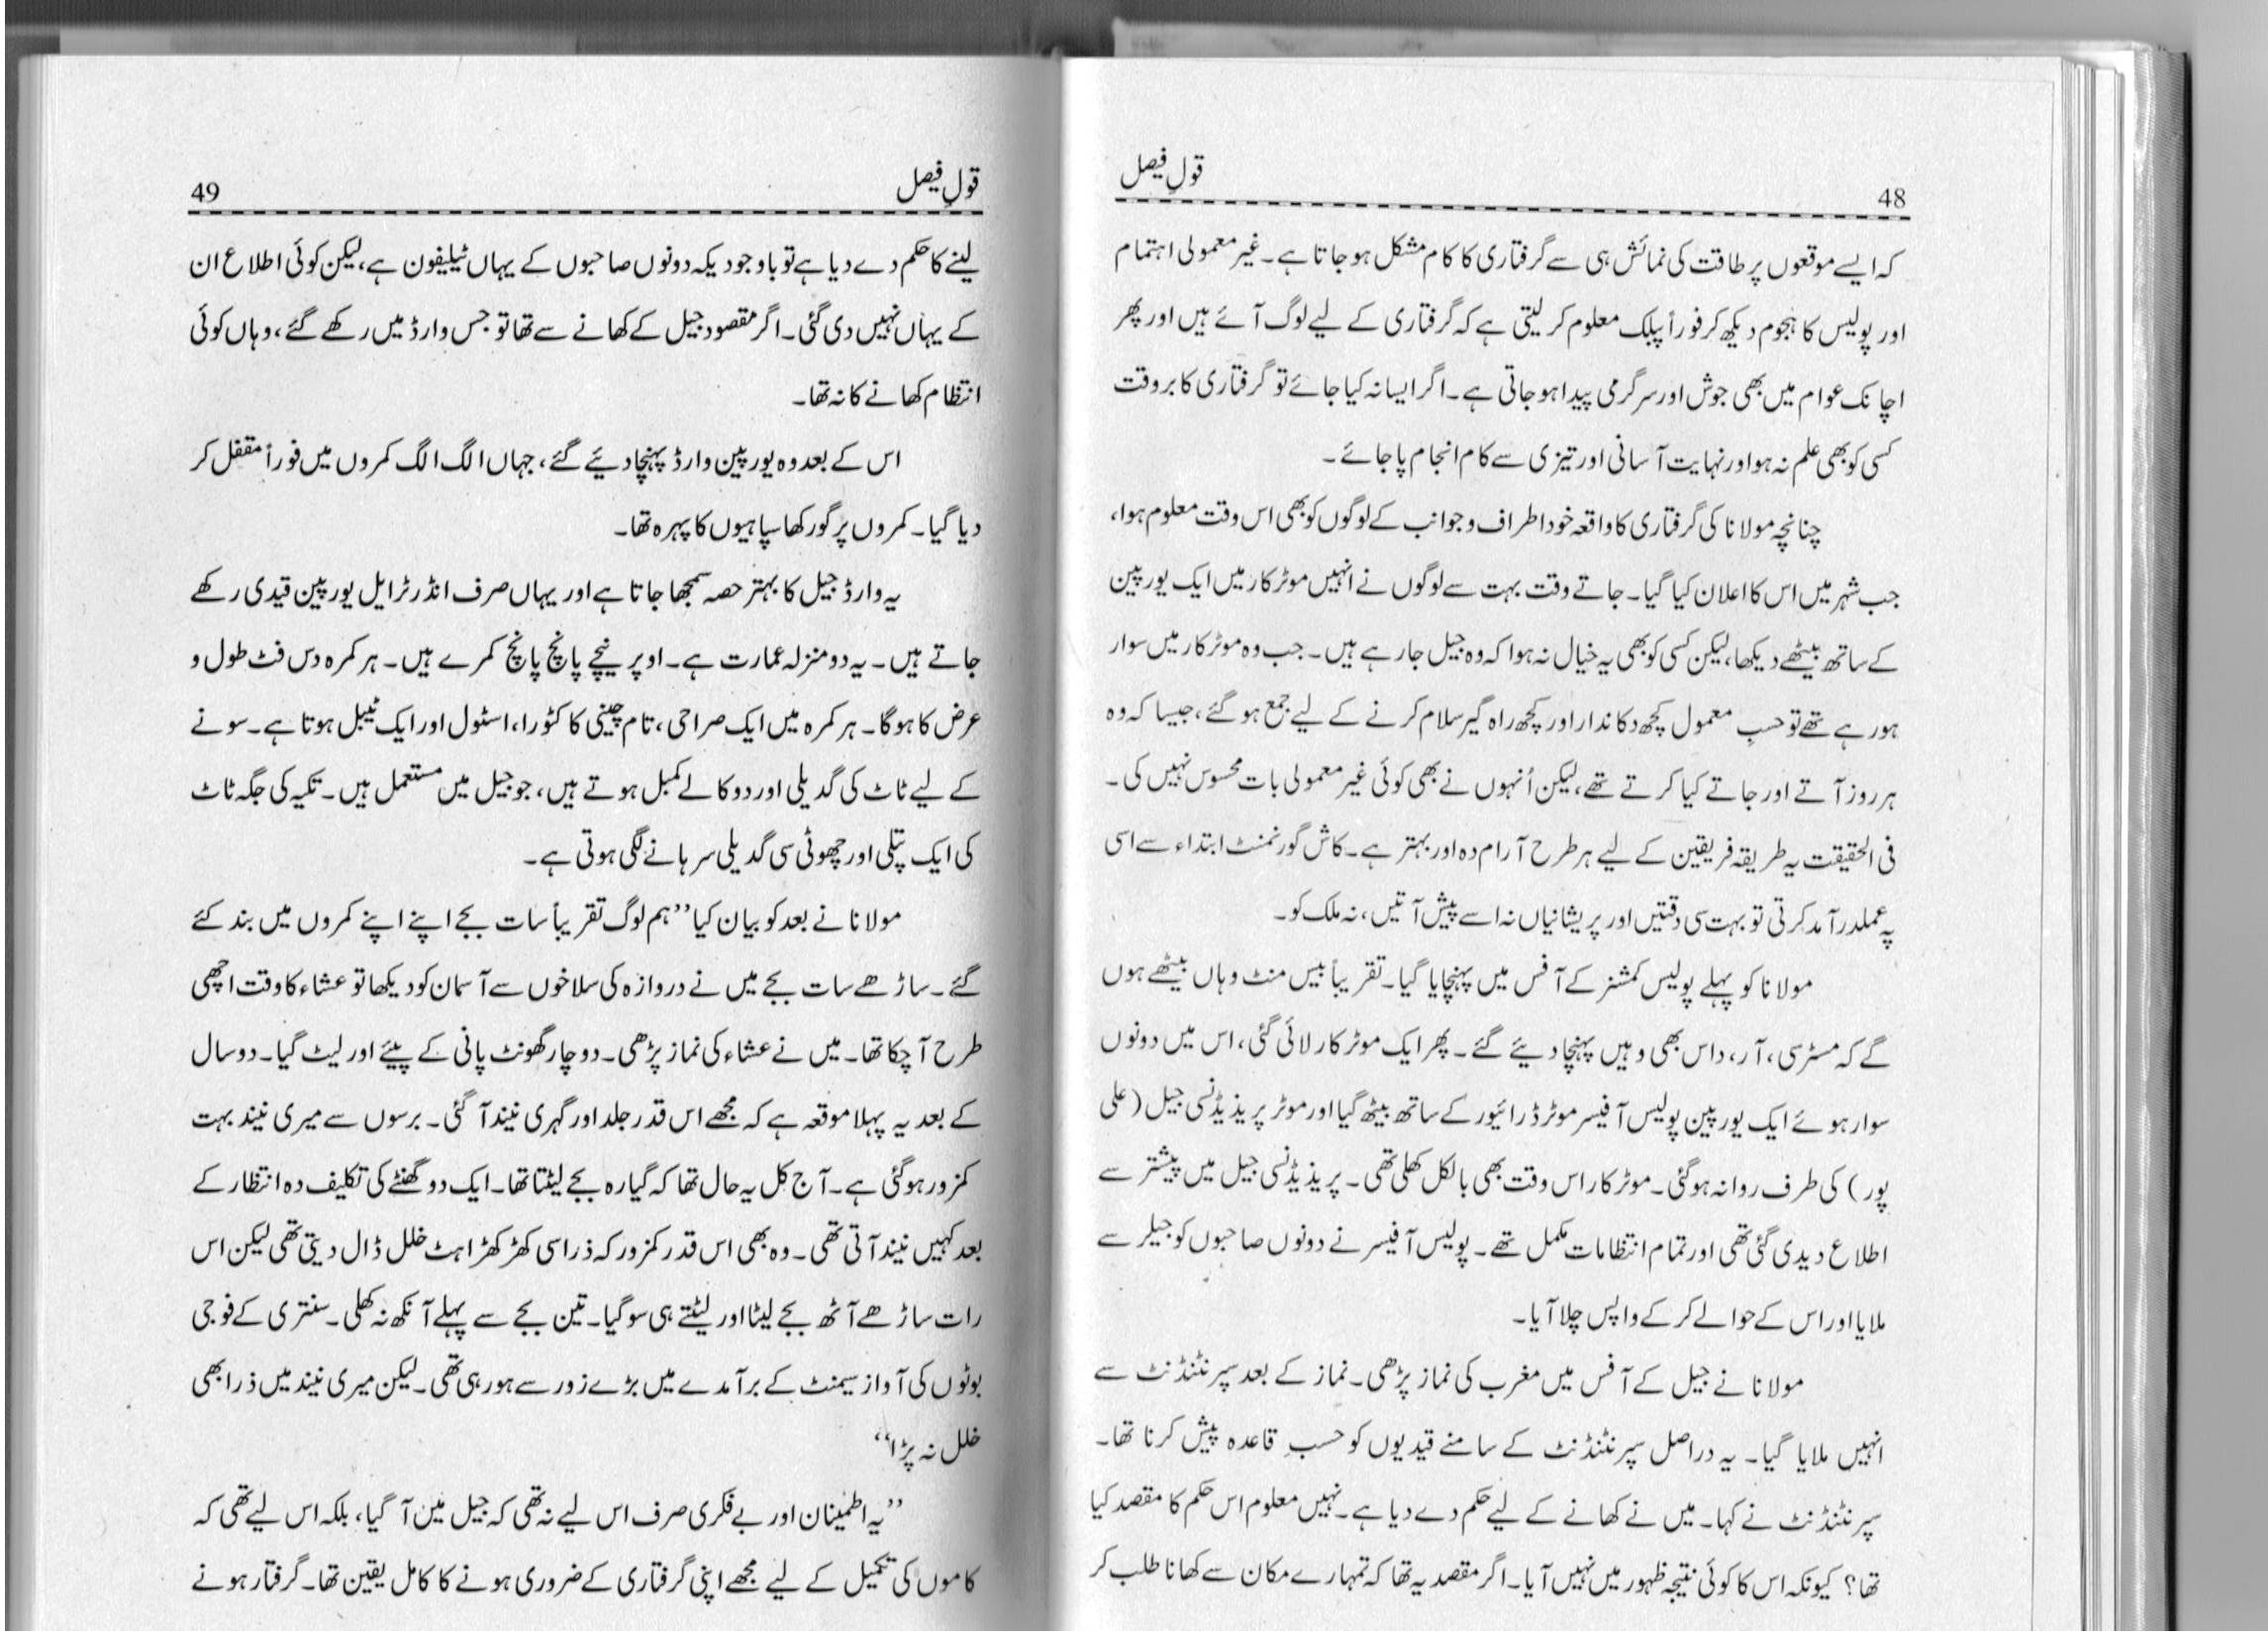 48
قولِ فیصل
کہ ایسے موقعوں پر طاقت کی نمائش ہی سے گرفتاری کا کام مشکل ہو جاتا ہے۔ غیر معمولی اہتمام
اور پولیس کا ہجوم دیکھ کر فوراً پبلک معلوم کر لیتی ہے کہ گرفتاری کے لیے لوگ آئے ہیں اور پھر
اچانک عوام میں بھی جوش اور سرگرمی پیدا ہو جاتی ہے۔ اگر ایسا نہ کیا جائے تو گرفتاری کا بروقت
کسی کو بھی علم نہ ہو اور نہایت آسانی اور تیزی سے کام انجام پا جائے۔
چنانچہ مولانا کی گرفتاری کا واقعہ خود اطراف و جوانب کے لوگوں کو بھی اس وقت معلوم ہوا،
جب شہر میں اس کا اعلان کیا گیا۔ جاتے وقت بہت سے لوگوں نے انہیں موٹر کار میں ایک یورپین
کے ساتھ بیٹھے دیکھا، لیکن کسی کو بھی یہ خیال نہ ہوا کہ وہ جیل جا رہے ہیں۔ جب وہ موٹر کار میں سوار
ہو رہے تھے تو حسبِ معمول کچھ دکاندار اور کچھ راہ گیر سلام کرنے کے لیے جمع ہو گئے، جیسا کہ وہ
ہر روز آتے اور جاتے کیا کرتے تھے، لیکن اُنہوں نے بھی کوئی غیر معمولی بات محسوس نہیں کی۔
فی الحقیقت یہ طریقہ فریقین کے لیے ہر طرح آرام دہ اور بہتر ہے۔ کاش گورنمنٹ ابتداء سے اسی
پہ عملدرآمد کرتی تو بہت سی دقتیں اور پریشانیاں نہ اسے پیش آتیں، نہ ملک کو۔
مولانا کو پہلے پولیس کمشنر کے آفس میں پہنچایا گیا۔ تقریباً بیس منٹ وہاں بیٹھے ہوں
گے کہ مسٹر سی، آر، داس بھی وہیں پہنچا دیئے گئے۔ پھر ایک موٹر کار لائی گئی، اس میں دونوں
سوار ہوئے ایک یورپین پولیس آفیسر موٹر ڈرائیور کے ساتھ بیٹھ گیا اور موٹر پریذیڈنسی جیل (علی
پور) کی طرف روانہ ہو گئی۔ موٹر کار اس وقت بھی بالکل کھلی تھی۔ پریذیڈنسی جیل میں پیشتر سے
اطلاع دیدی گئی تھی اور تمام انتظامات مکمل تھے۔ پولیس آفیسر نے دونوں صاحبوں کو جیلر سے
ملایا اور اس کے حوالے کر کے واپس چلا آیا۔
مولانا نے جیل کے آفس میں مغرب کی نماز پڑھی۔ نماز کے بعد سپرنٹنڈنٹ سے
انہیں ملایا گیا۔ یہ دراصل سپرنٹنڈنٹ کے سامنے قیدیوں کو حسبِ قاعدہ پیش کرنا تھا۔
سپرنٹنڈنٹ نے کہا۔ میں نے کھانے کے لیے حکم دے دیا ہے۔ نہیں معلوم اس حکم کا مقصد کیا
تھا؟ کیونکہ اس کا کوئی نتیجہ ظہور میں نہیں آیا۔ اگر مقصد یہ تھا کہ تمہارے مکان سے کھانا طلب کر
قولِ فیصل
49
لینے کا حکم دے دیا ہے تو باوجودیکہ دونوں صاحبوں کے یہاں ٹیلیفون ہے، لیکن کوئی اطلاع ان
کے یہاں نہیں دی گئی۔ اگر مقصود جیل کے کھانے سے تھا تو جس وارڈ میں رکھے گئے، وہاں کوئی
انتظام کھانے کا نہ تھا۔
اس کے بعد وہ یورپین وارڈ پہنچا دیئے گئے، جہاں الگ الگ کمروں میں فوراً مقفل کر
دیا گیا۔ کمروں پر گورکھا سپاہیوں کا پہرہ تھا۔
یہ وارڈ جیل کا بہتر حصہ سمجھا جاتا ہے اور یہاں صرف انڈر ٹرایل یورپین قیدی رکھے
جاتے ہیں۔ یہ دو منزلہ عمارت ہے۔ اوپر نیچے پانچ پانچ کمرے ہیں۔ ہر کمرہ دس فٹ طول و
عرض کا ہو گا۔ ہر کمرہ میں ایک صراحی، تام چینی کا کٹورا، اسٹول اور ایک ٹیبل ہوتا ہے۔ سونے
کے لیے ٹاٹ کی گدیلی اور دو کالے کمبل ہوتے ہیں، جو جیل میں مستعمل ہیں۔ تکیہ کی جگہ ٹاٹ
کی ایک پتلی اور چھوٹی سی گدیلی سرہانے لگی ہوتی ہے۔
مولانا نے بعد کو بیان کیا ’’ہم لوگ تقریباً سات بجے اپنے اپنے کمروں میں بند کئے
گئے۔ ساڑھے سات بجے میں نے دروازہ کی سلاخوں سے آسمان کو دیکھا تو عشاء کا وقت اچھی
طرح آ چکا تھا۔ میں نے عشاء کی نماز پڑھی۔ دو چار گھونٹ پانی کے پیئے اور لیٹ گیا۔ دو سال
کے بعد یہ پہلا موقعہ ہے کہ مجھے اس قدر جلد اور گہری نیند آ گئی۔ برسوں سے میری نیند بہت
کمزور ہو گئی ہے۔ آج کل یہ حال تھا کہ گیارہ بجے لیٹتا تھا۔ ایک دو گھنٹے کی تکلیف دہ انتظار کے
بعد کہیں نیند آتی تھی۔ وہ بھی اس قدر کمزور کہ ذرا سی کھڑکھڑاہٹ خلل ڈال دیتی تھی لیکن اس
رات ساڑھے آٹھ بجے لیٹا اور لیٹتے ہی سو گیا۔ تین بجے سے پہلے آنکھ نہ کھلی۔ سنتری کے فوجی
بوٹوں کی آواز سیمنٹ کے برآمدے میں بڑے زور سے ہو رہی تھی۔ لیکن میری نیند میں ذرا بھی
خلل نہ پڑا‘‘
’’یہ اطمینان اور بے فکری صرف اس لیے نہ تھی کہ جیل میں آ گیا، بلکہ اس لیے تھی کہ
کاموں کی تکمیل کے لیے مجھے اپنی گرفتاری کے ضروری ہونے کا کامل یقین تھا۔ گرفتار ہونے